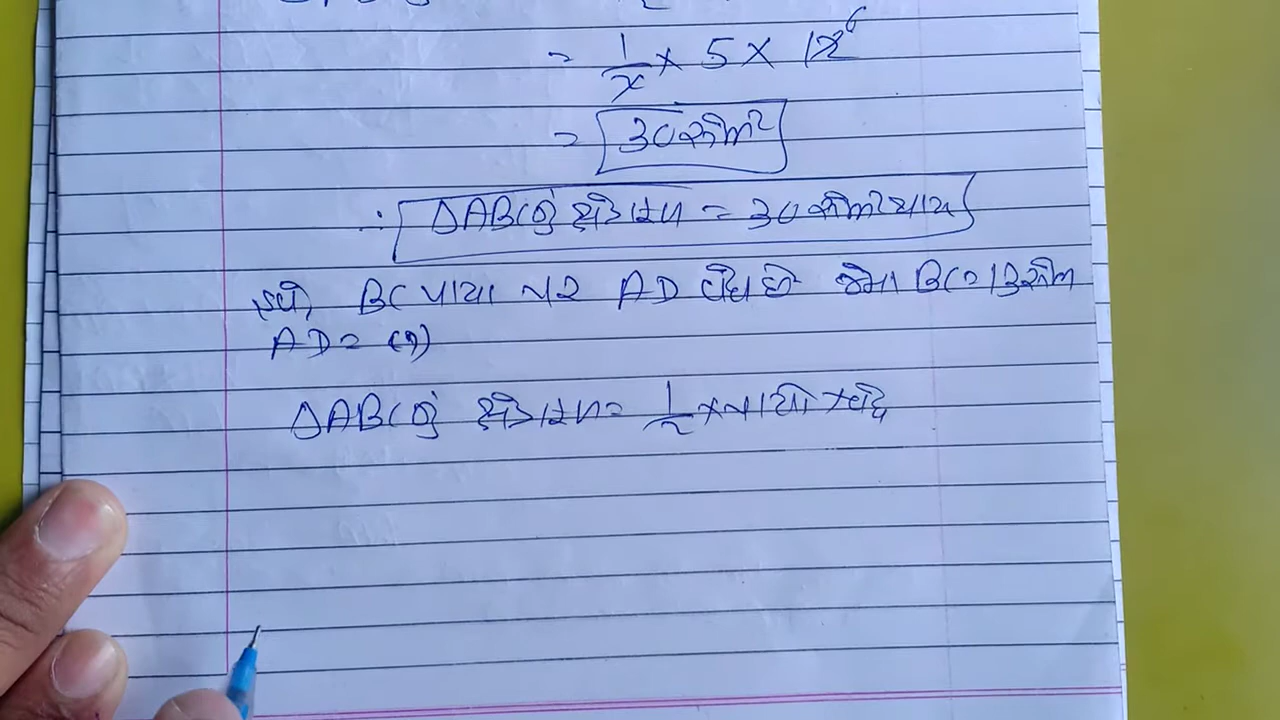 = 1/2 × 5 × 12 6
= 30 સેમી²
∴ ΔABC નું ક્ષેત્રફળ = 30 સેમી² થાય
હવે, BC પાયા પર AD વેધ છે જેમા BC = 13 સેમી
AD = (?)
ΔABC નું ક્ષેત્રફળ = 1/2 × પાયો × વેધ